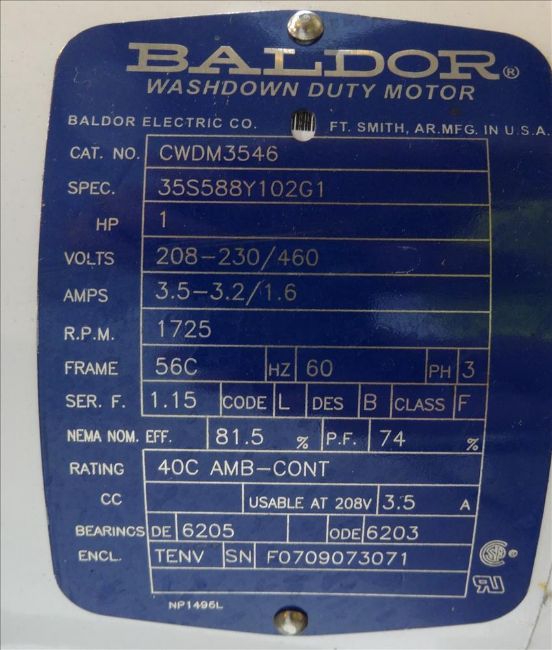 BALDOR®
WASHDOWN DUTY MOTOR
BALDOR ELECTRIC CO. FT. SMITH, AR. MFG. IN U.S.A.
CAT. NO. CWDM3546
SPEC. 35S588Y102G1
HP 1
VOLTS 208-230/460
AMPS 3.5-3.2/1.6
R.P.M. 1725
FRAME 56C HZ 60 PH 3
SER. F. 1.15 CODE L DES B CLASS F
NEMA NOM. EFF. 81.5 % P.F. 74 %
RATING 40C AMB-CONT
CC USABLE AT 208V 3.5 A
BEARINGS DE 6205 ODE 6203
ENCL. TENV SN F0709073071
NP1496L